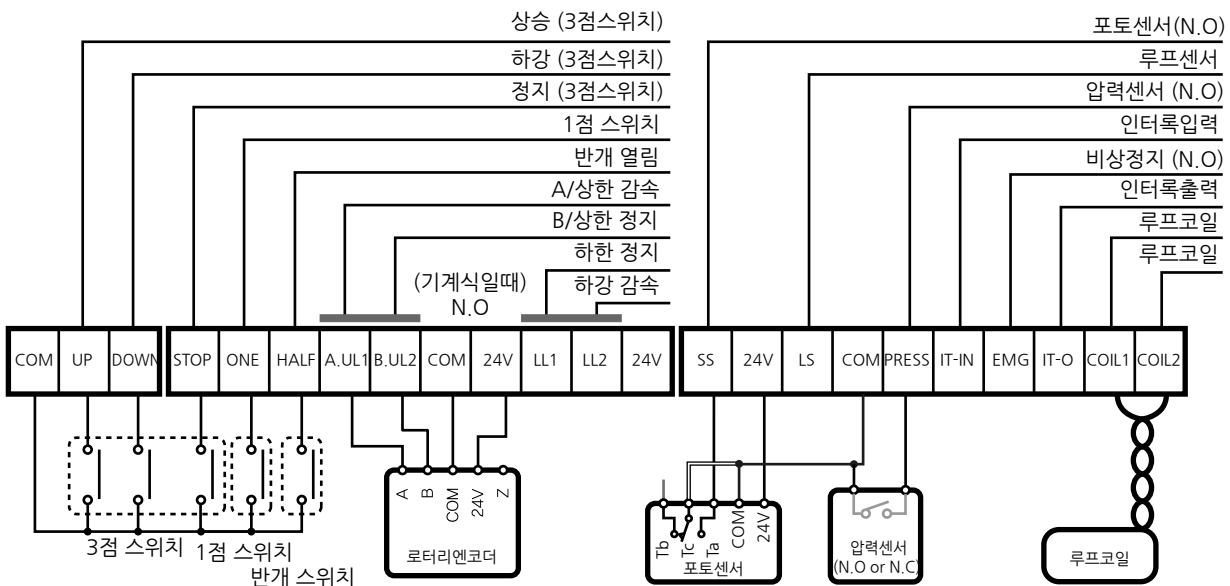 상승 (3점스위치)
하강 (3점스위치)
정지 (3점스위치)
1점 스위치
반개 열림
A/상한 감속
B/상한 정지
하한 정지
하강 감속
(기계식일때)
N.O
포토센서(N.O)
루프센서
압력센서 (N.O)
인터록입력
비상정지 (N.O)
인터록출력
루프코일
루프코일
COM UP DOWN STOP ONE HALF A.UL1 B.UL2 COM 24V LL1 LL2 24V SS 24V LS COM PRESS IT-IN EMG IT-O COIL1 COIL2
3점 스위치
1점 스위치
반개 스위치
A B COM 24V Z
로터리엔코더
Tb Tc Ta COM 24V
포토센서
압력센서
(N.O or N.C)
루프코일